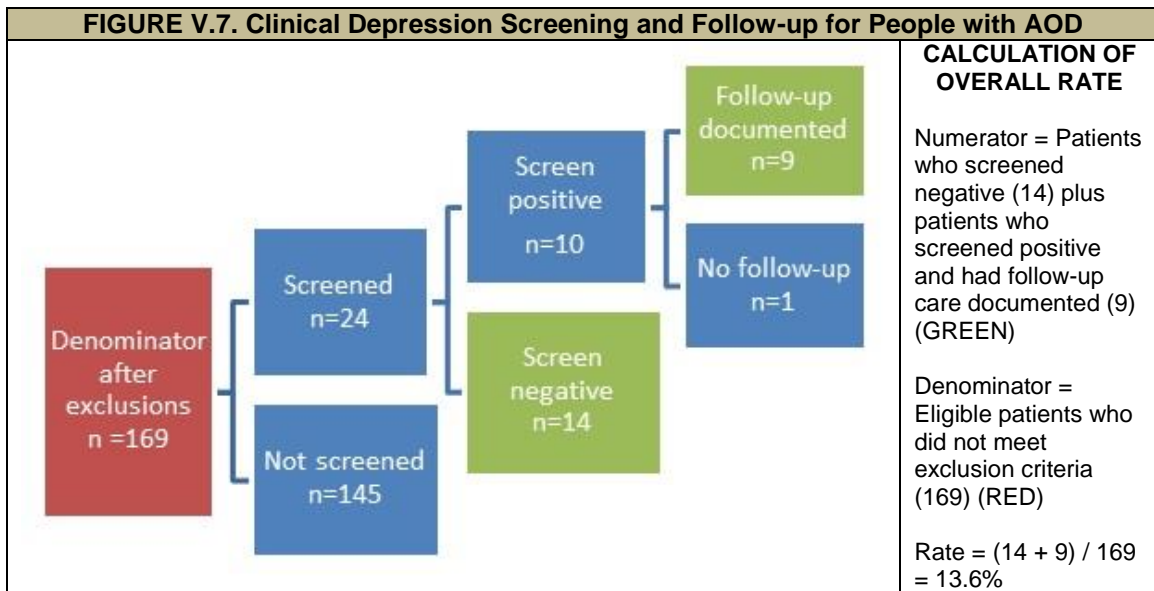 FIGURE V.7. Clinical Depression Screening and Follow-up for People with AOD
Denominator
after
exclusions
n =169
Screened
n=24
Not screened
n=145
Screen
positive
n=10
Screen
negative
n=14
Follow-up
documented
n=9
No follow-up
n=1
CALCULATION OF
OVERALL RATE
Numerator = Patients
who screened
negative (14) plus
patients who
screened positive
and had follow-up
care documented (9)
(GREEN)
Denominator =
Eligible patients who
did not meet
exclusion criteria
(169) (RED)
Rate = (14 + 9) / 169
= 13.6%